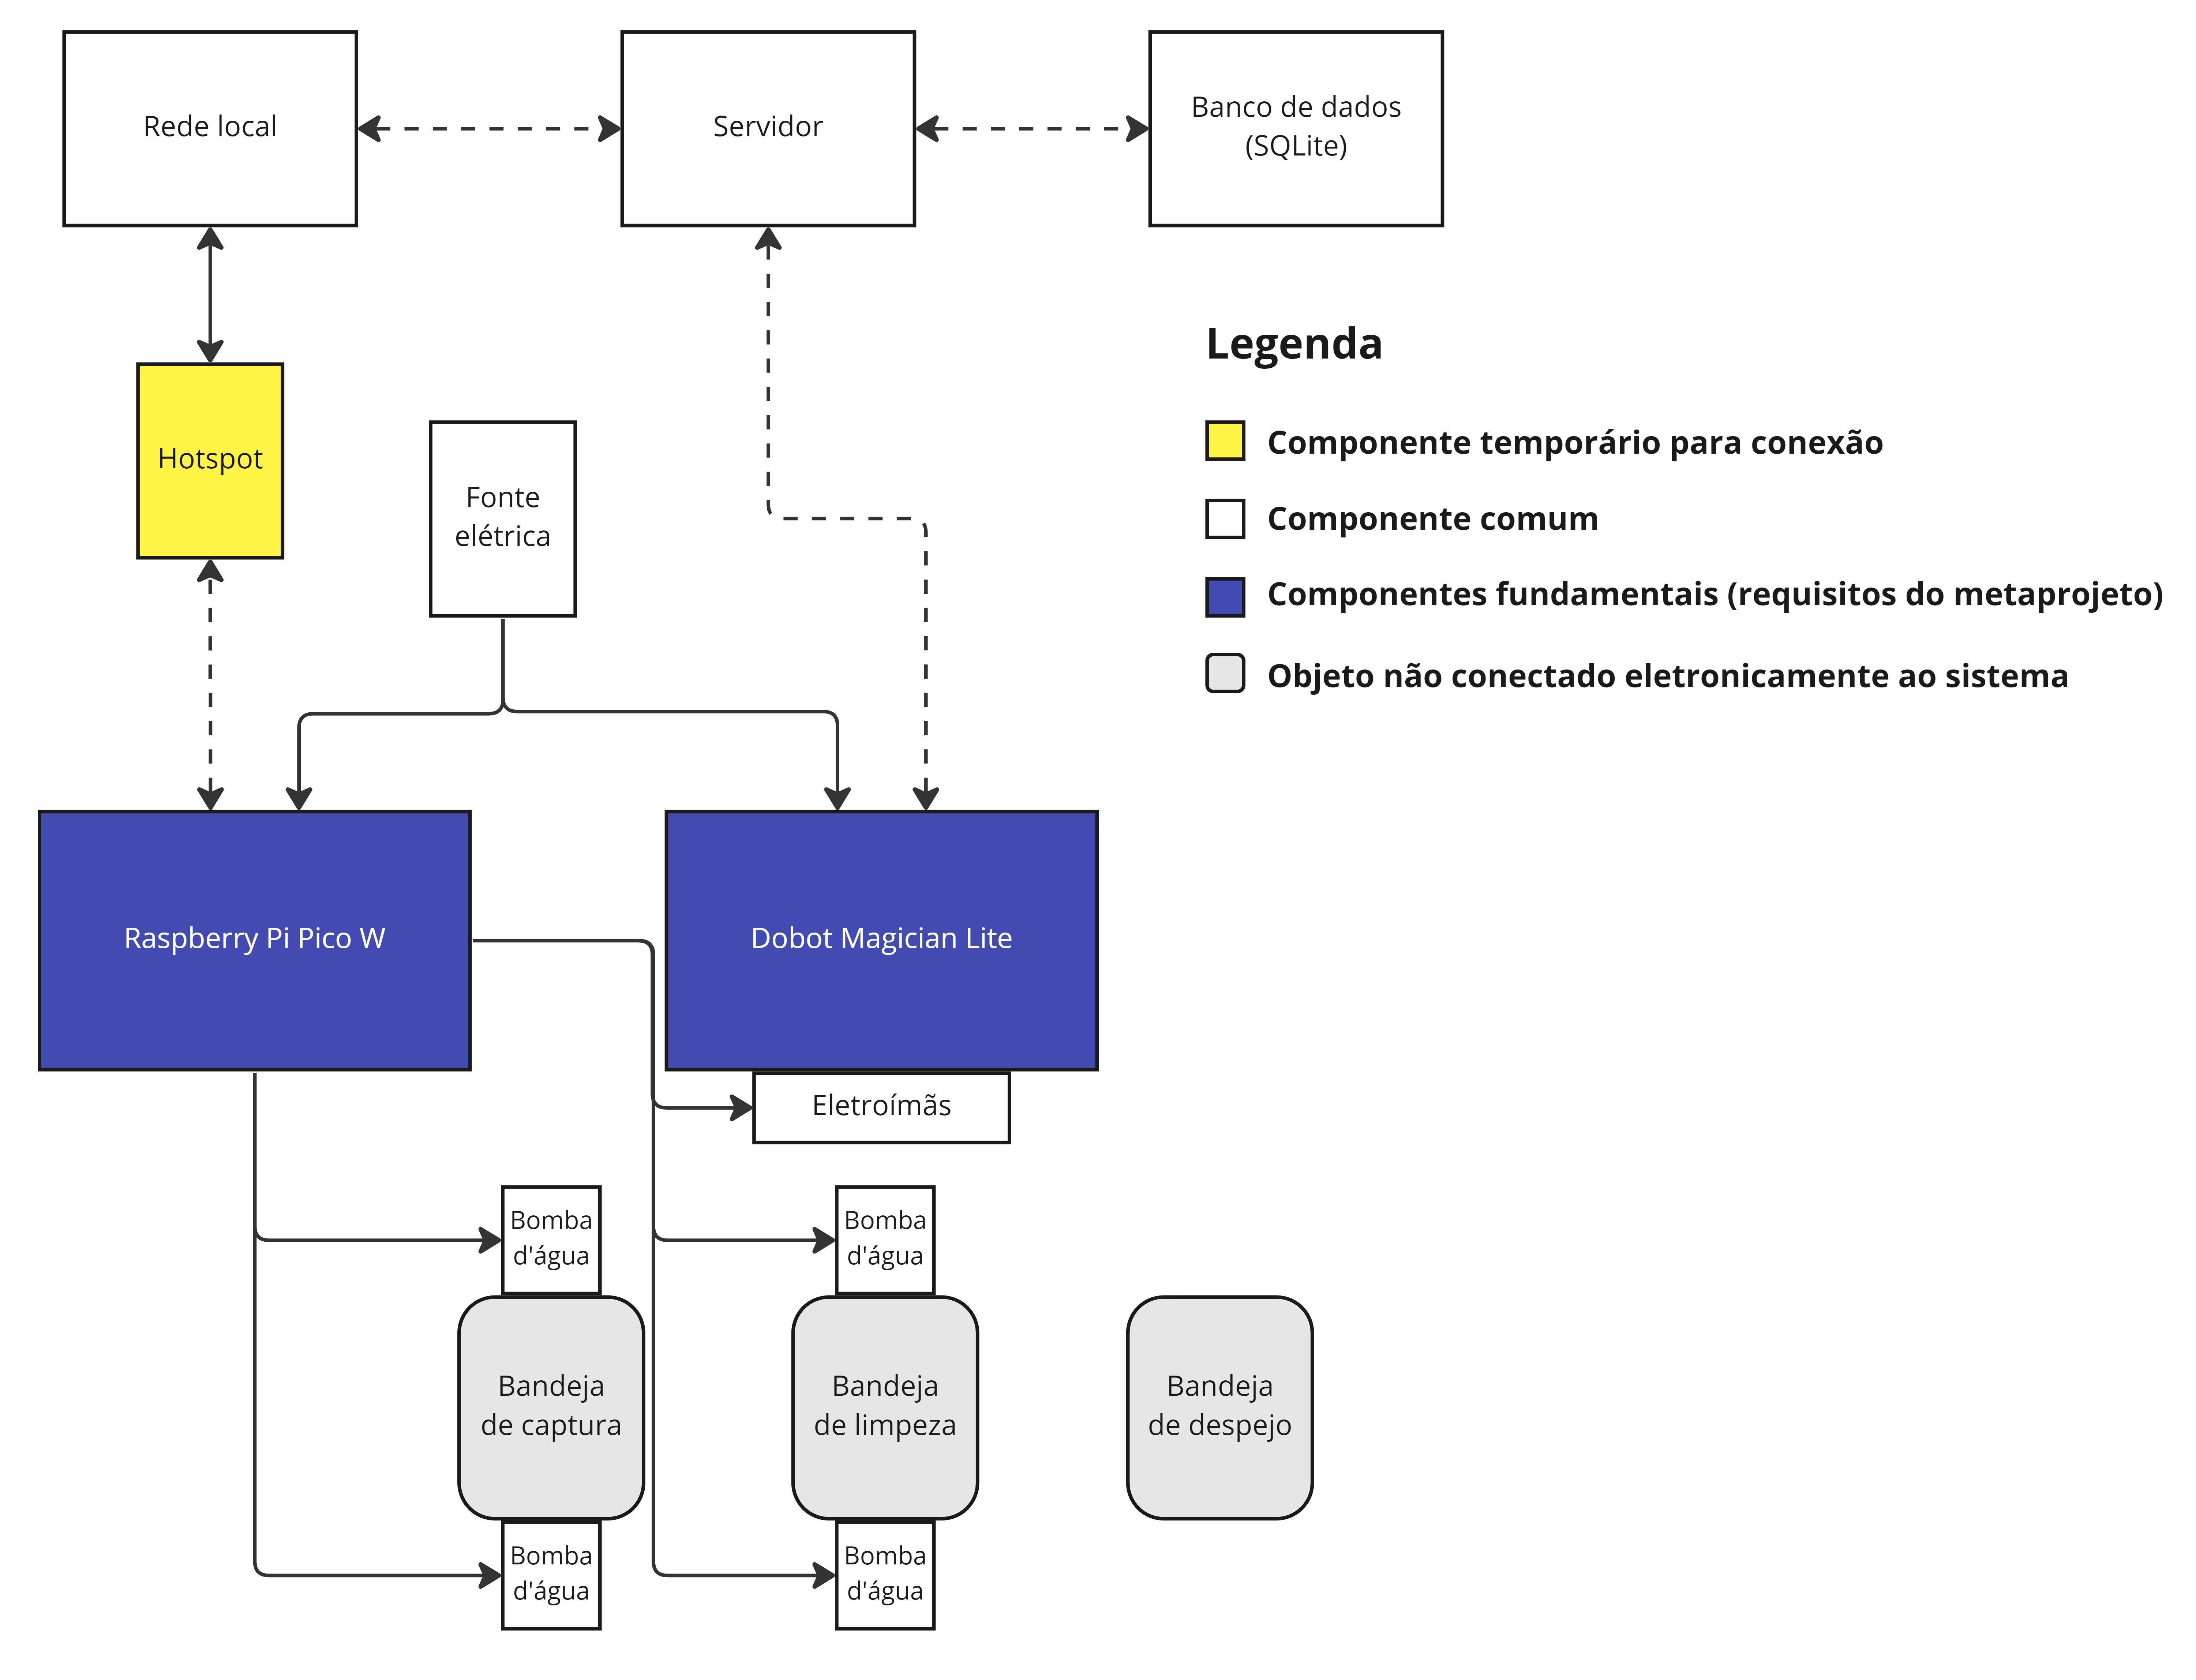 Rede local
Servidor
Banco de dados
(SQLite)
Legenda
Componente temporário para conexão
Componente comum
Componentes fundamentais (requisitos do metaprojeto)
Objeto não conectado eletronicamente ao sistema
Hotspot
Fonte
elétrica
Raspberry Pi Pico W
Dobot Magician Lite
Eletroímãs
Bomba
d'água
Bomba
d'água
Bandeja
de captura
Bandeja
de limpeza
Bandeja
de despejo
Bomba
d'água
Bomba
d'água